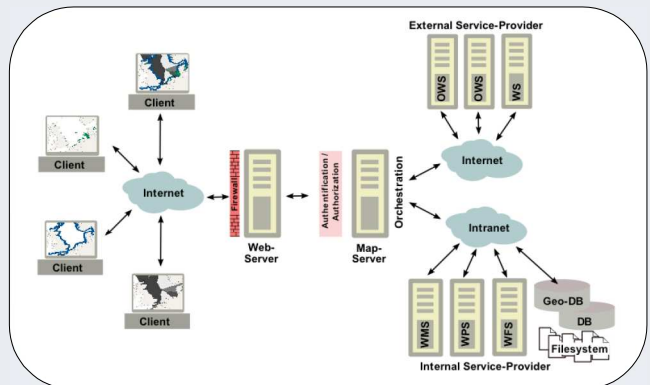 External Service-Provider
OWS
OWS
WS
Client
Client
Internet
Internet
Firewall
Authentification /
Authorization
Orchestration
Intranet
Client
Web-
Server
Map-
Server
Client
WMS
WPS
WFS
Geo-DB
DB
Filesystem
Internal Service-Provider